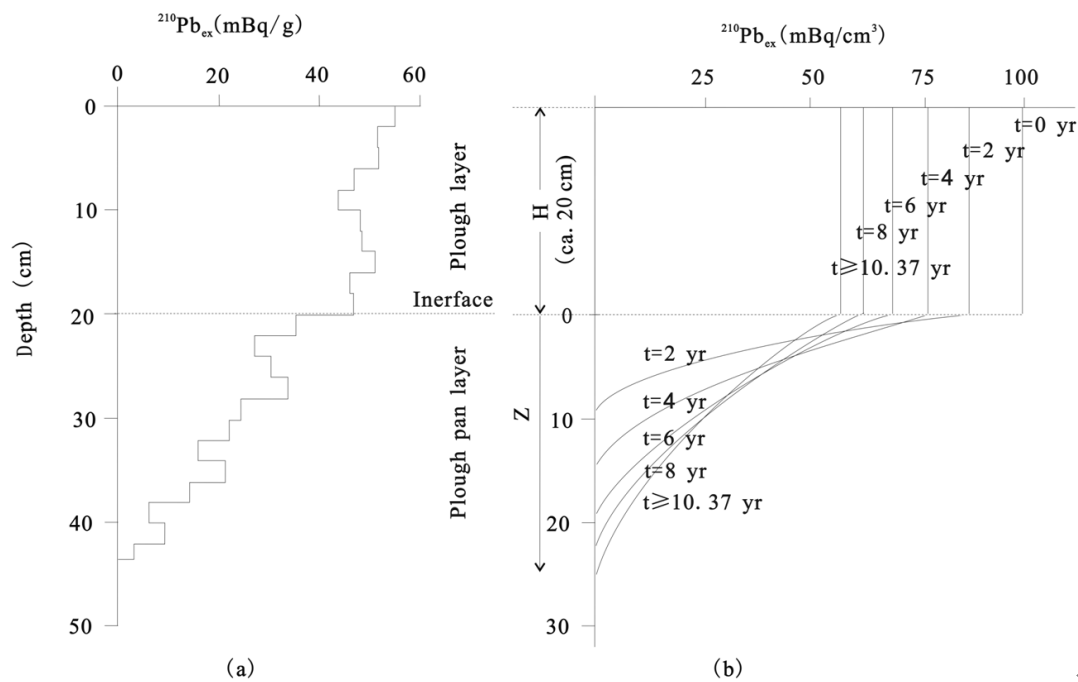 ²¹⁰Pbₑₓ(mBq/g)
0 20 40 60
0
10
20
30
40
50
Depth (cm)
Plough layer
Inerface
Plough pan layer
(a)
²¹⁰Pbₑₓ(mBq/cm³)
25 50 75 100
H
(ca. 20 cm)
t=0 yr
t=2 yr
t=4 yr
t=6 yr
t=8 yr
t≥10.37 yr
0
10
20
30
Z
t=2 yr
t=4 yr
t=6 yr
t=8 yr
t≥10.37 yr
(b)